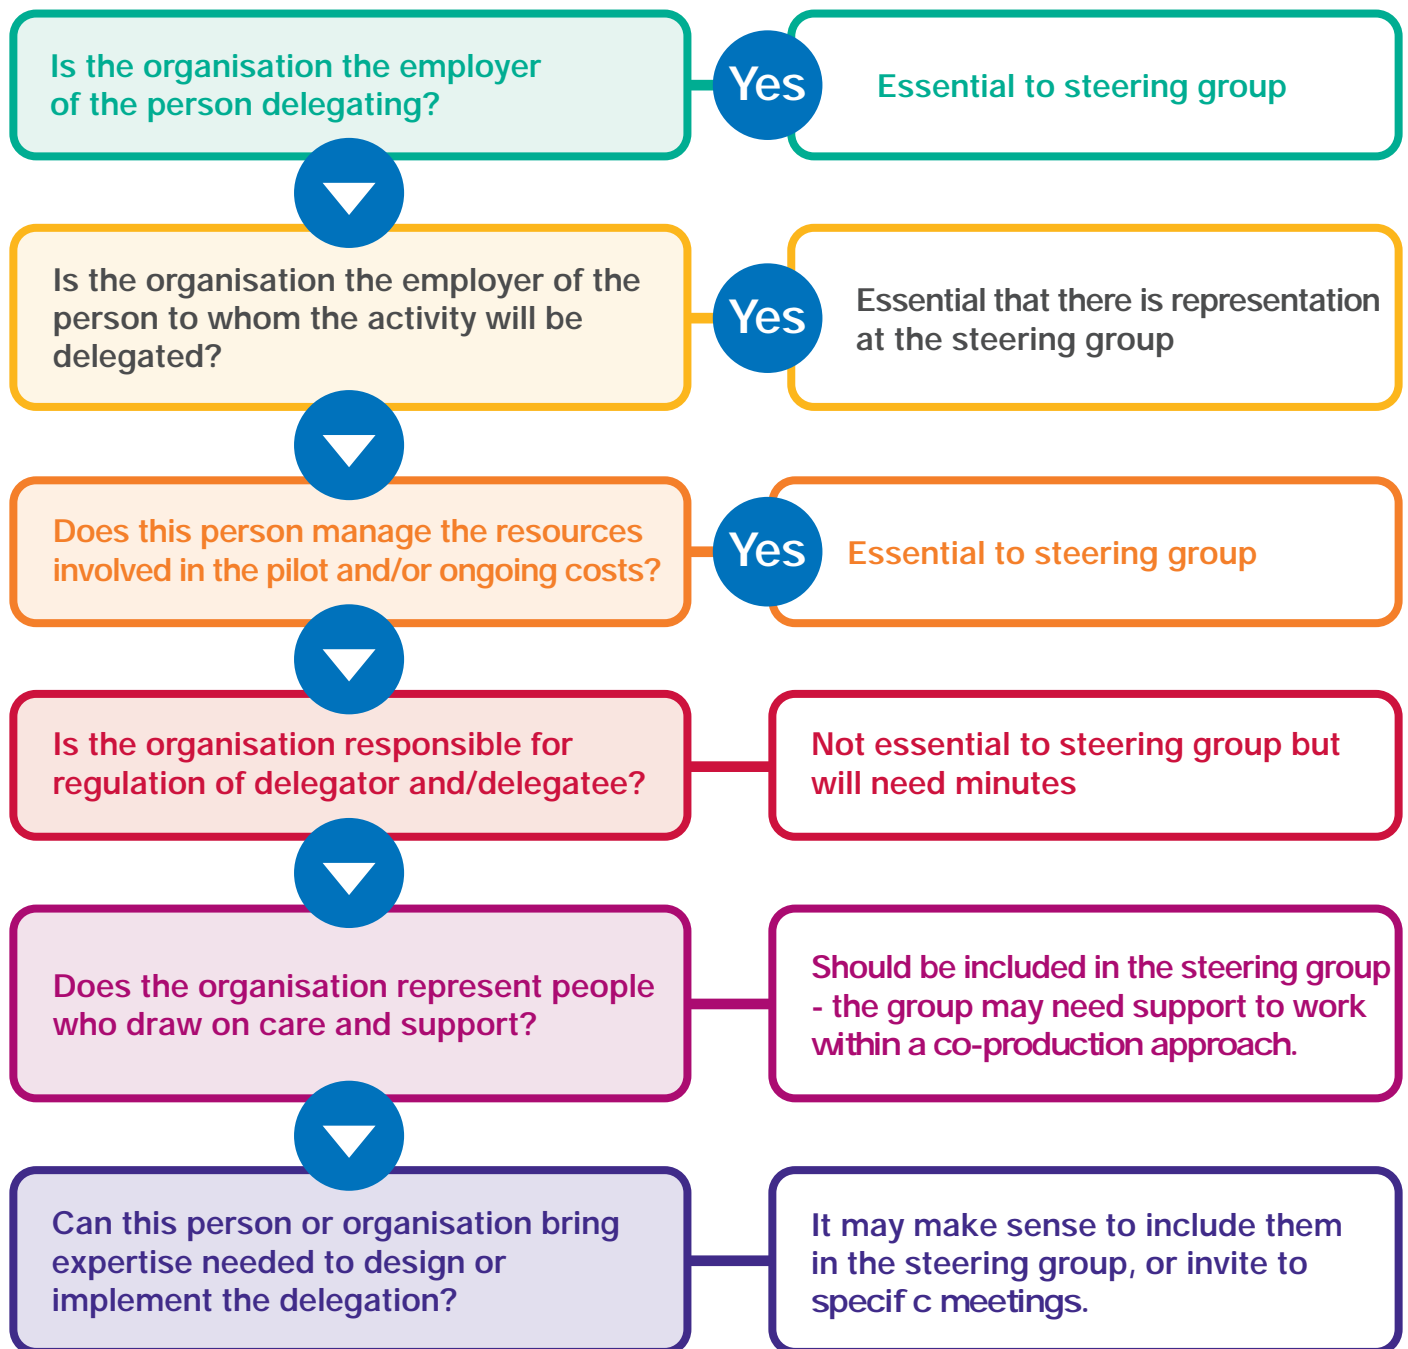 Is the organisation the employer
of the person delegating?
Yes
Essential to steering group
Is the organisation the employer of the
person to whom the activity will be
delegated?
Yes
Essential that there is representation
at the steering group
Does this person manage the resources
involved in the pilot and/or ongoing costs?
Yes
Essential to steering group
Is the organisation responsible for
regulation of delegator and/delegatee?
Not essential to steering group but
will need minutes
Does the organisation represent people
who draw on care and support?
Should be included in the steering group
- the group may need support to work
within a co-production approach.
Can this person or organisation bring
expertise needed to design or
implement the delegation?
It may make sense to include them
in the steering group, or invite to
specif c meetings.